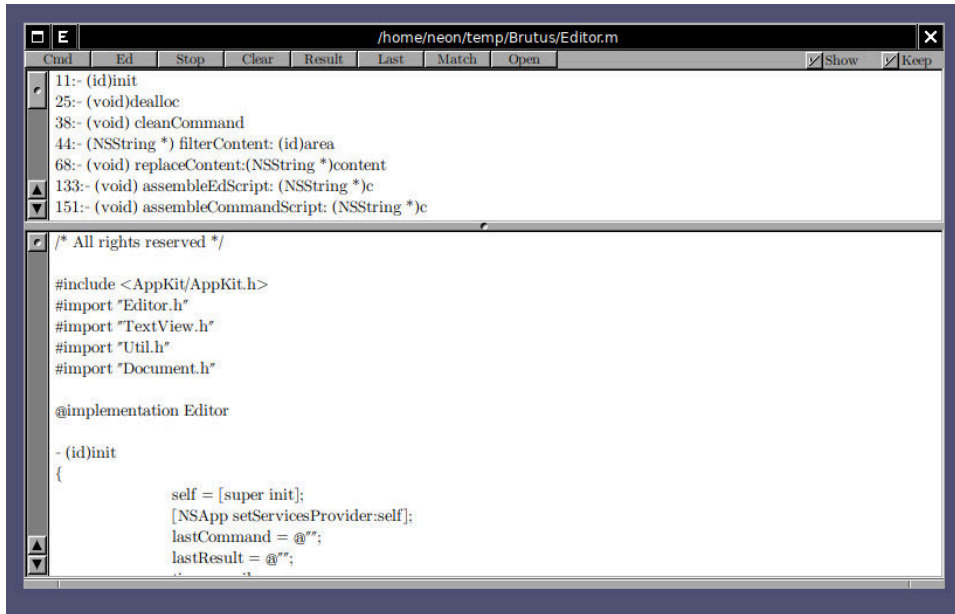 E /home/neon/temp/Brutus/Editor.m
Cmd Ed Stop Clear Result Last Match Open Show Keep
11:- (id)init
25:- (void)dealloc
38:- (void) cleanCommand
44:- (NSString *) filterContent: (id)area
68:- (void) replaceContent:(NSString *)content
133:- (void) assembleEdScript: (NSString *)c
151:- (void) assembleCommandScript: (NSString *)c
/* All rights reserved */
#include <AppKit/AppKit.h>
#import "Editor.h"
#import "TextView.h"
#import "Util.h"
#import "Document.h"
@implementation Editor
- (id)init
{
self = [super init];
[NSApp setServicesProvider:self];
lastCommand = @"";
lastResult = @"";